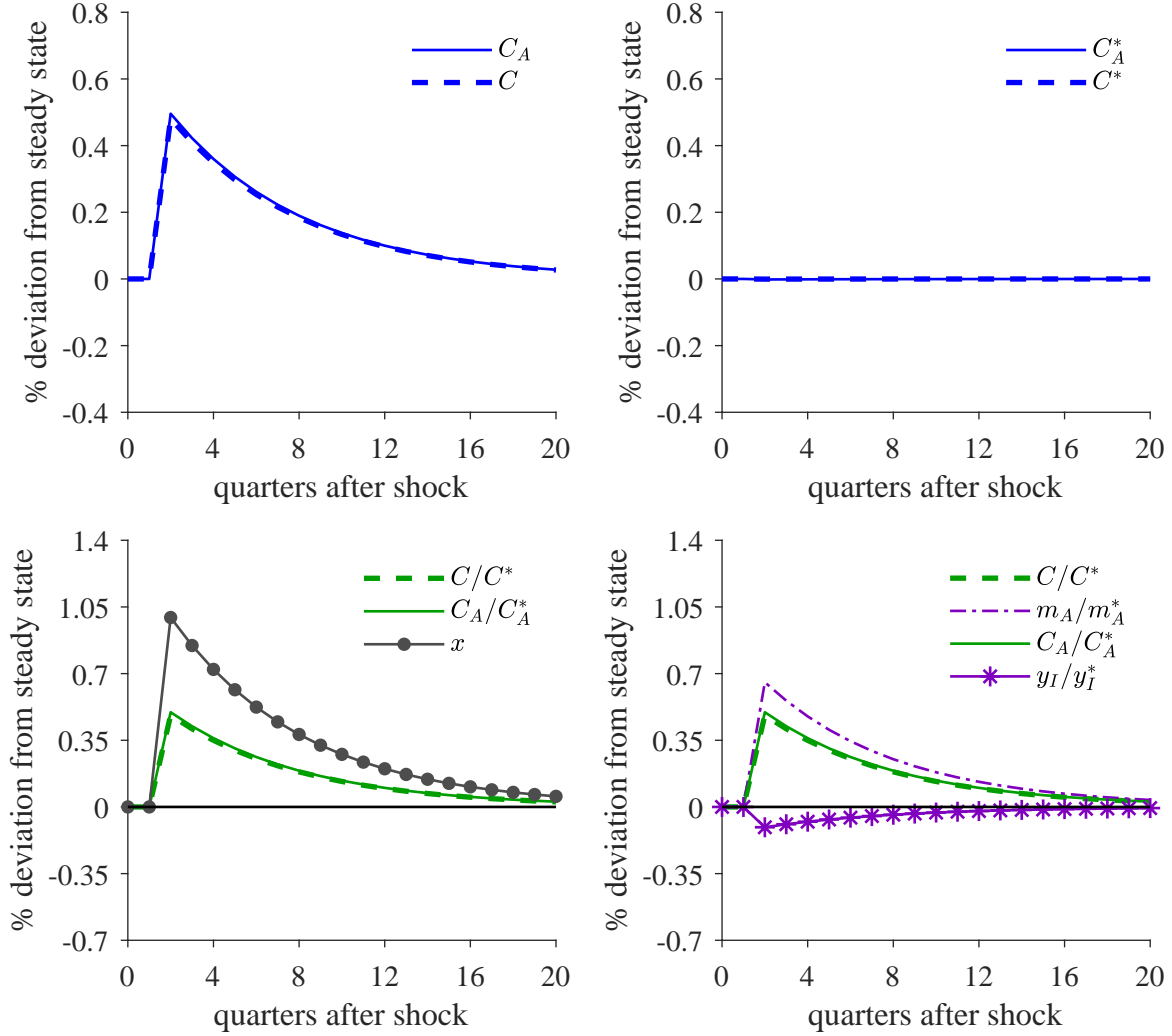 % deviation from steady state
0.8
0.6
0.4
0.2
0
-0.2
-0.4
C_A
C
0 4 8 12 16 20
quarters after shock
% deviation from steady state
0.8
0.6
0.4
0.2
0
-0.2
-0.4
C_A^*
C^*
0 4 8 12 16 20
quarters after shock
% deviation from steady state
1.4
1.05
0.7
0.35
0
-0.35
-0.7
C/C^*
C_A/C_A^*
x
0 4 8 12 16 20
quarters after shock
% deviation from steady state
1.4
1.05
0.7
0.35
0
-0.35
-0.7
C/C^*
m_A/m_A^*
C_A/C_A^*
y_I/y_I^*
0 4 8 12 16 20
quarters after shock